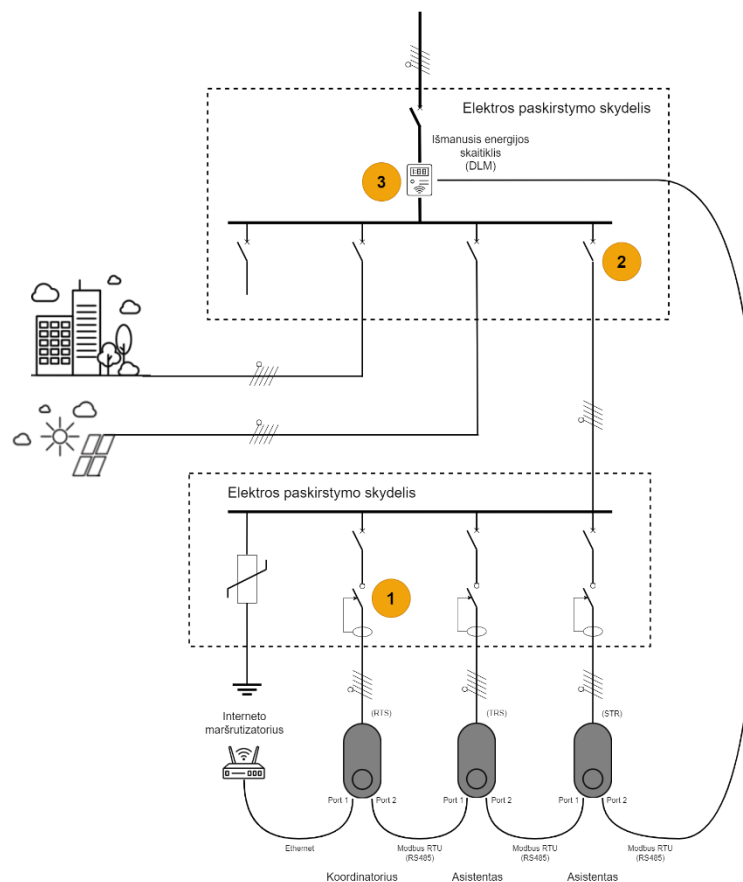 Elektros paskirstymo skydelis
Išmanusis energijos
skaitiklis
(DLM)
3
2
Elektros paskirstymo skydelis
1
Interneto
maršrutizatorius
(RTS)
(TRS)
(STR)
Port 1
Port 2
Port 1
Port 2
Port 1
Port 2
Ethernet
Modbus RTU
(RS485)
Modbus RTU
(RS485)
Modbus RTU
(RS485)
Koordinatorius
Asistentas
Asistentas